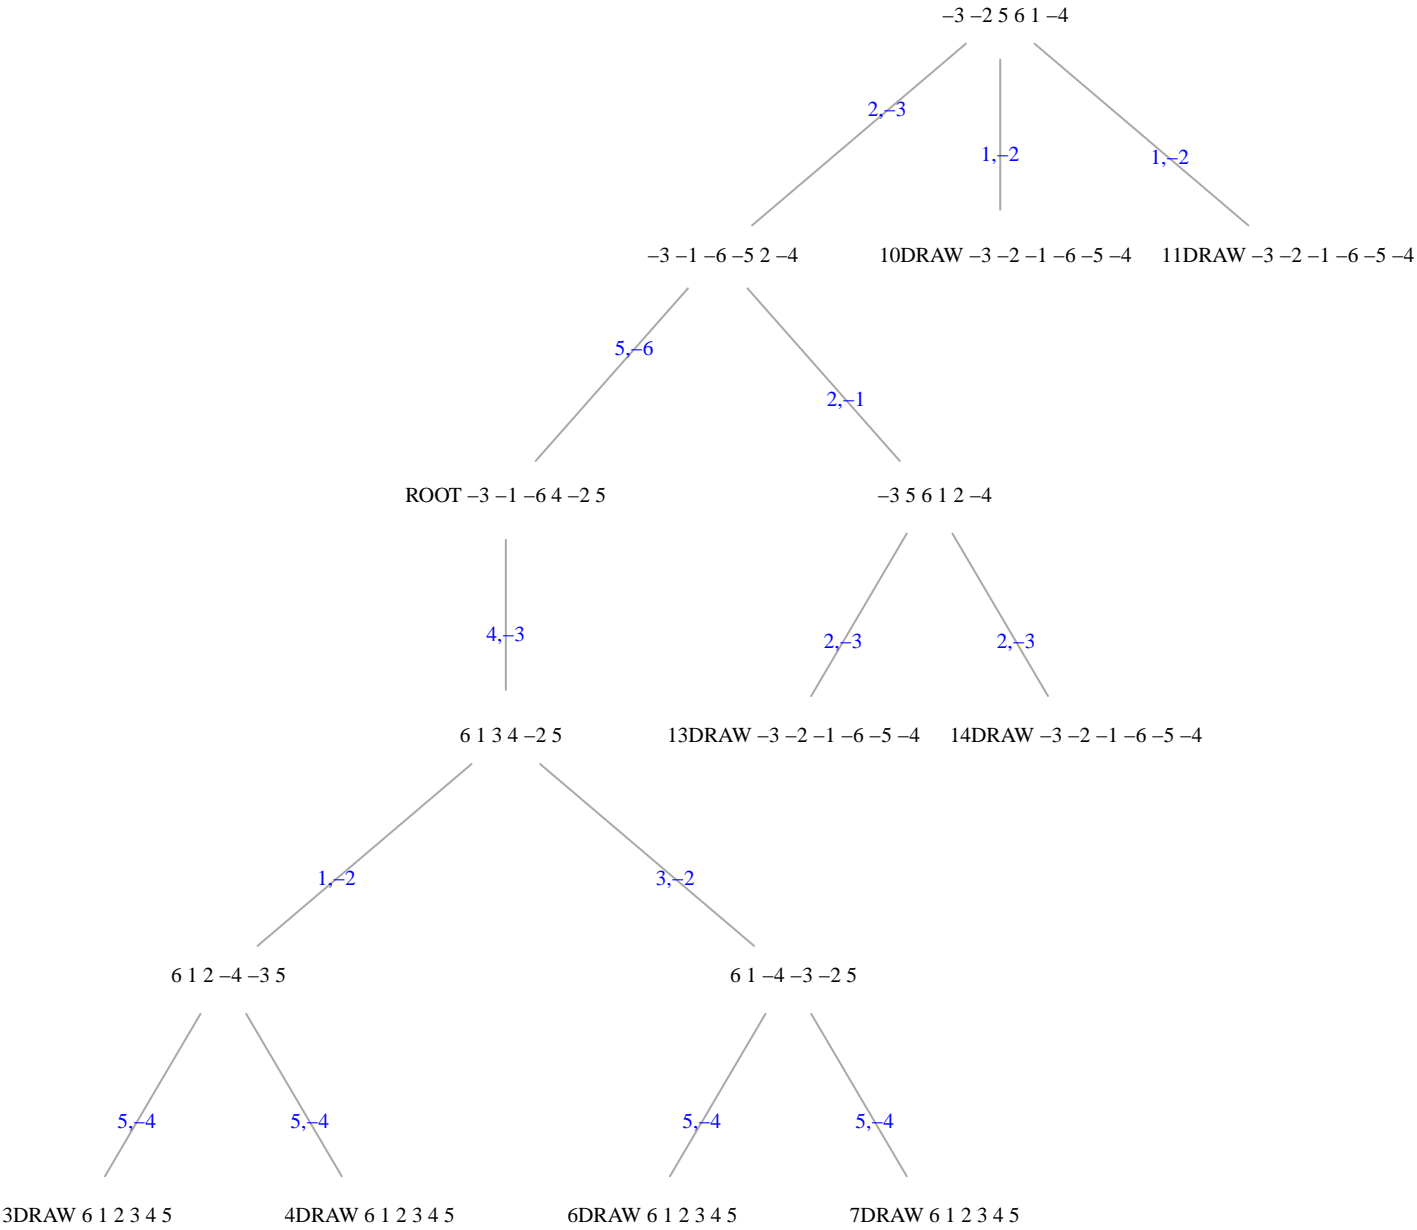 –3 –2 5 6 1 –4
2,–3
1,–2
1,–2
–3 –1 –6 –5 2 –4
10DRAW –3 –2 –1 –6 –5 –4
11DRAW –3 –2 –1 –6 –5 –4
5,–6
2,–1
ROOT –3 –1 –6 4 –2 5
–3 5 6 1 2 –4
4,–3
2,–3
2,–3
6 1 3 4 –2 5
13DRAW –3 –2 –1 –6 –5 –4
14DRAW –3 –2 –1 –6 –5 –4
1,–2
3,–2
6 1 2 –4 –3 5
6 1 –4 –3 –2 5
5,–4
5,–4
5,–4
5,–4
3DRAW 6 1 2 3 4 5
4DRAW 6 1 2 3 4 5
6DRAW 6 1 2 3 4 5
7DRAW 6 1 2 3 4 5